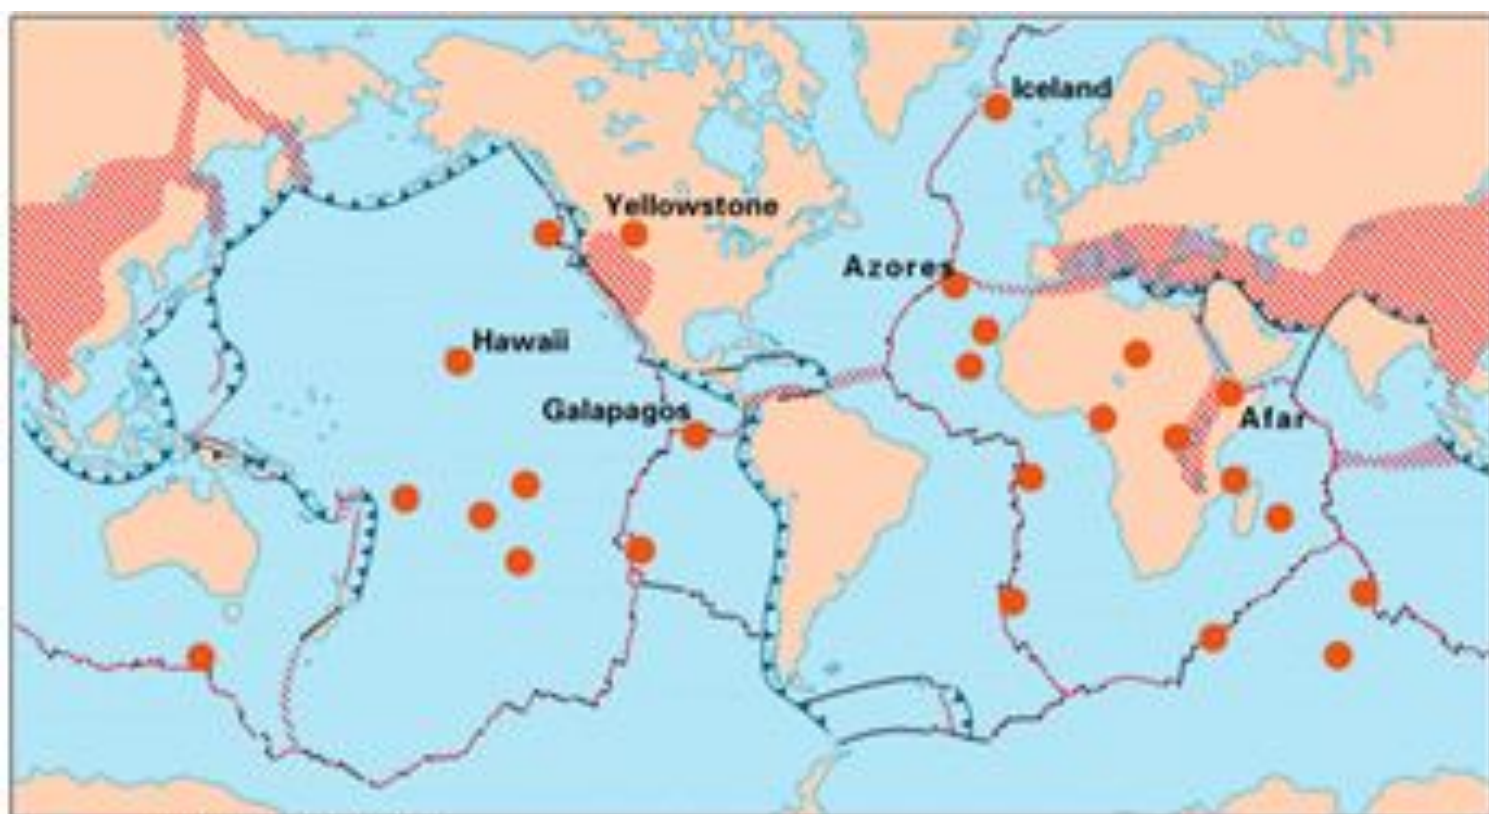 Iceland
Yellowstone
Azores
Hawaii
Galapagos
Afar